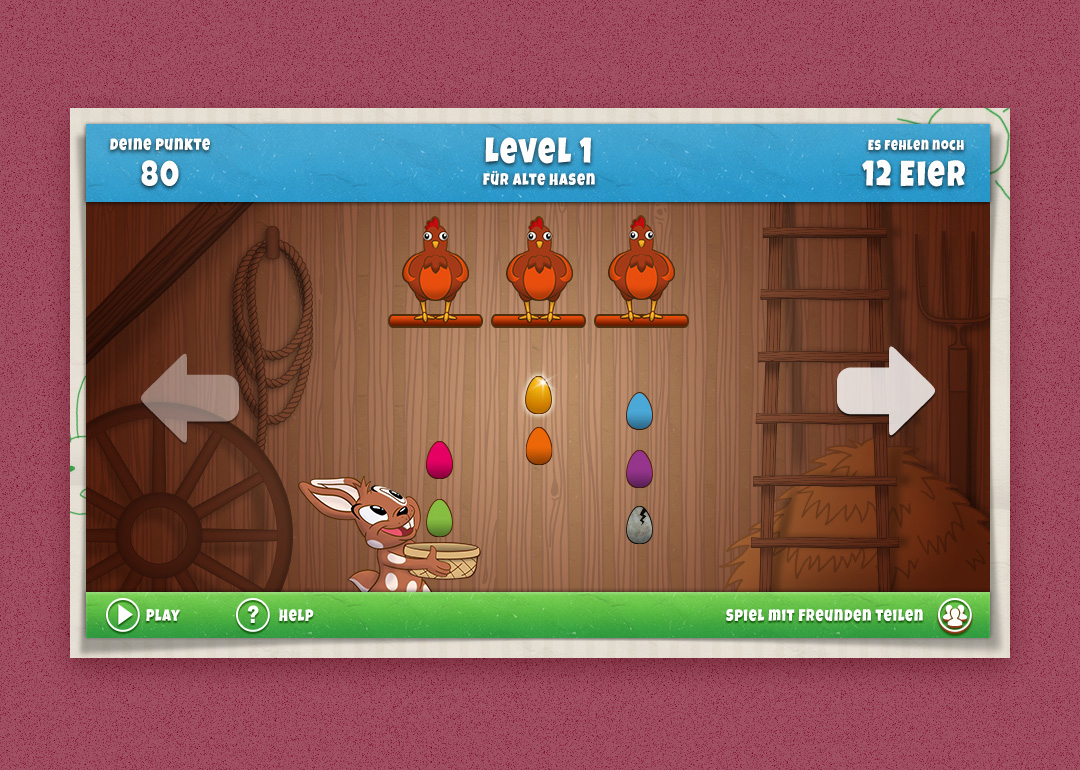 Deine Punkte
80
Level 1
für alte Hasen
Es fehlen noch
12 Eier
Play
?
Help
Spiel mit Freunden teilen